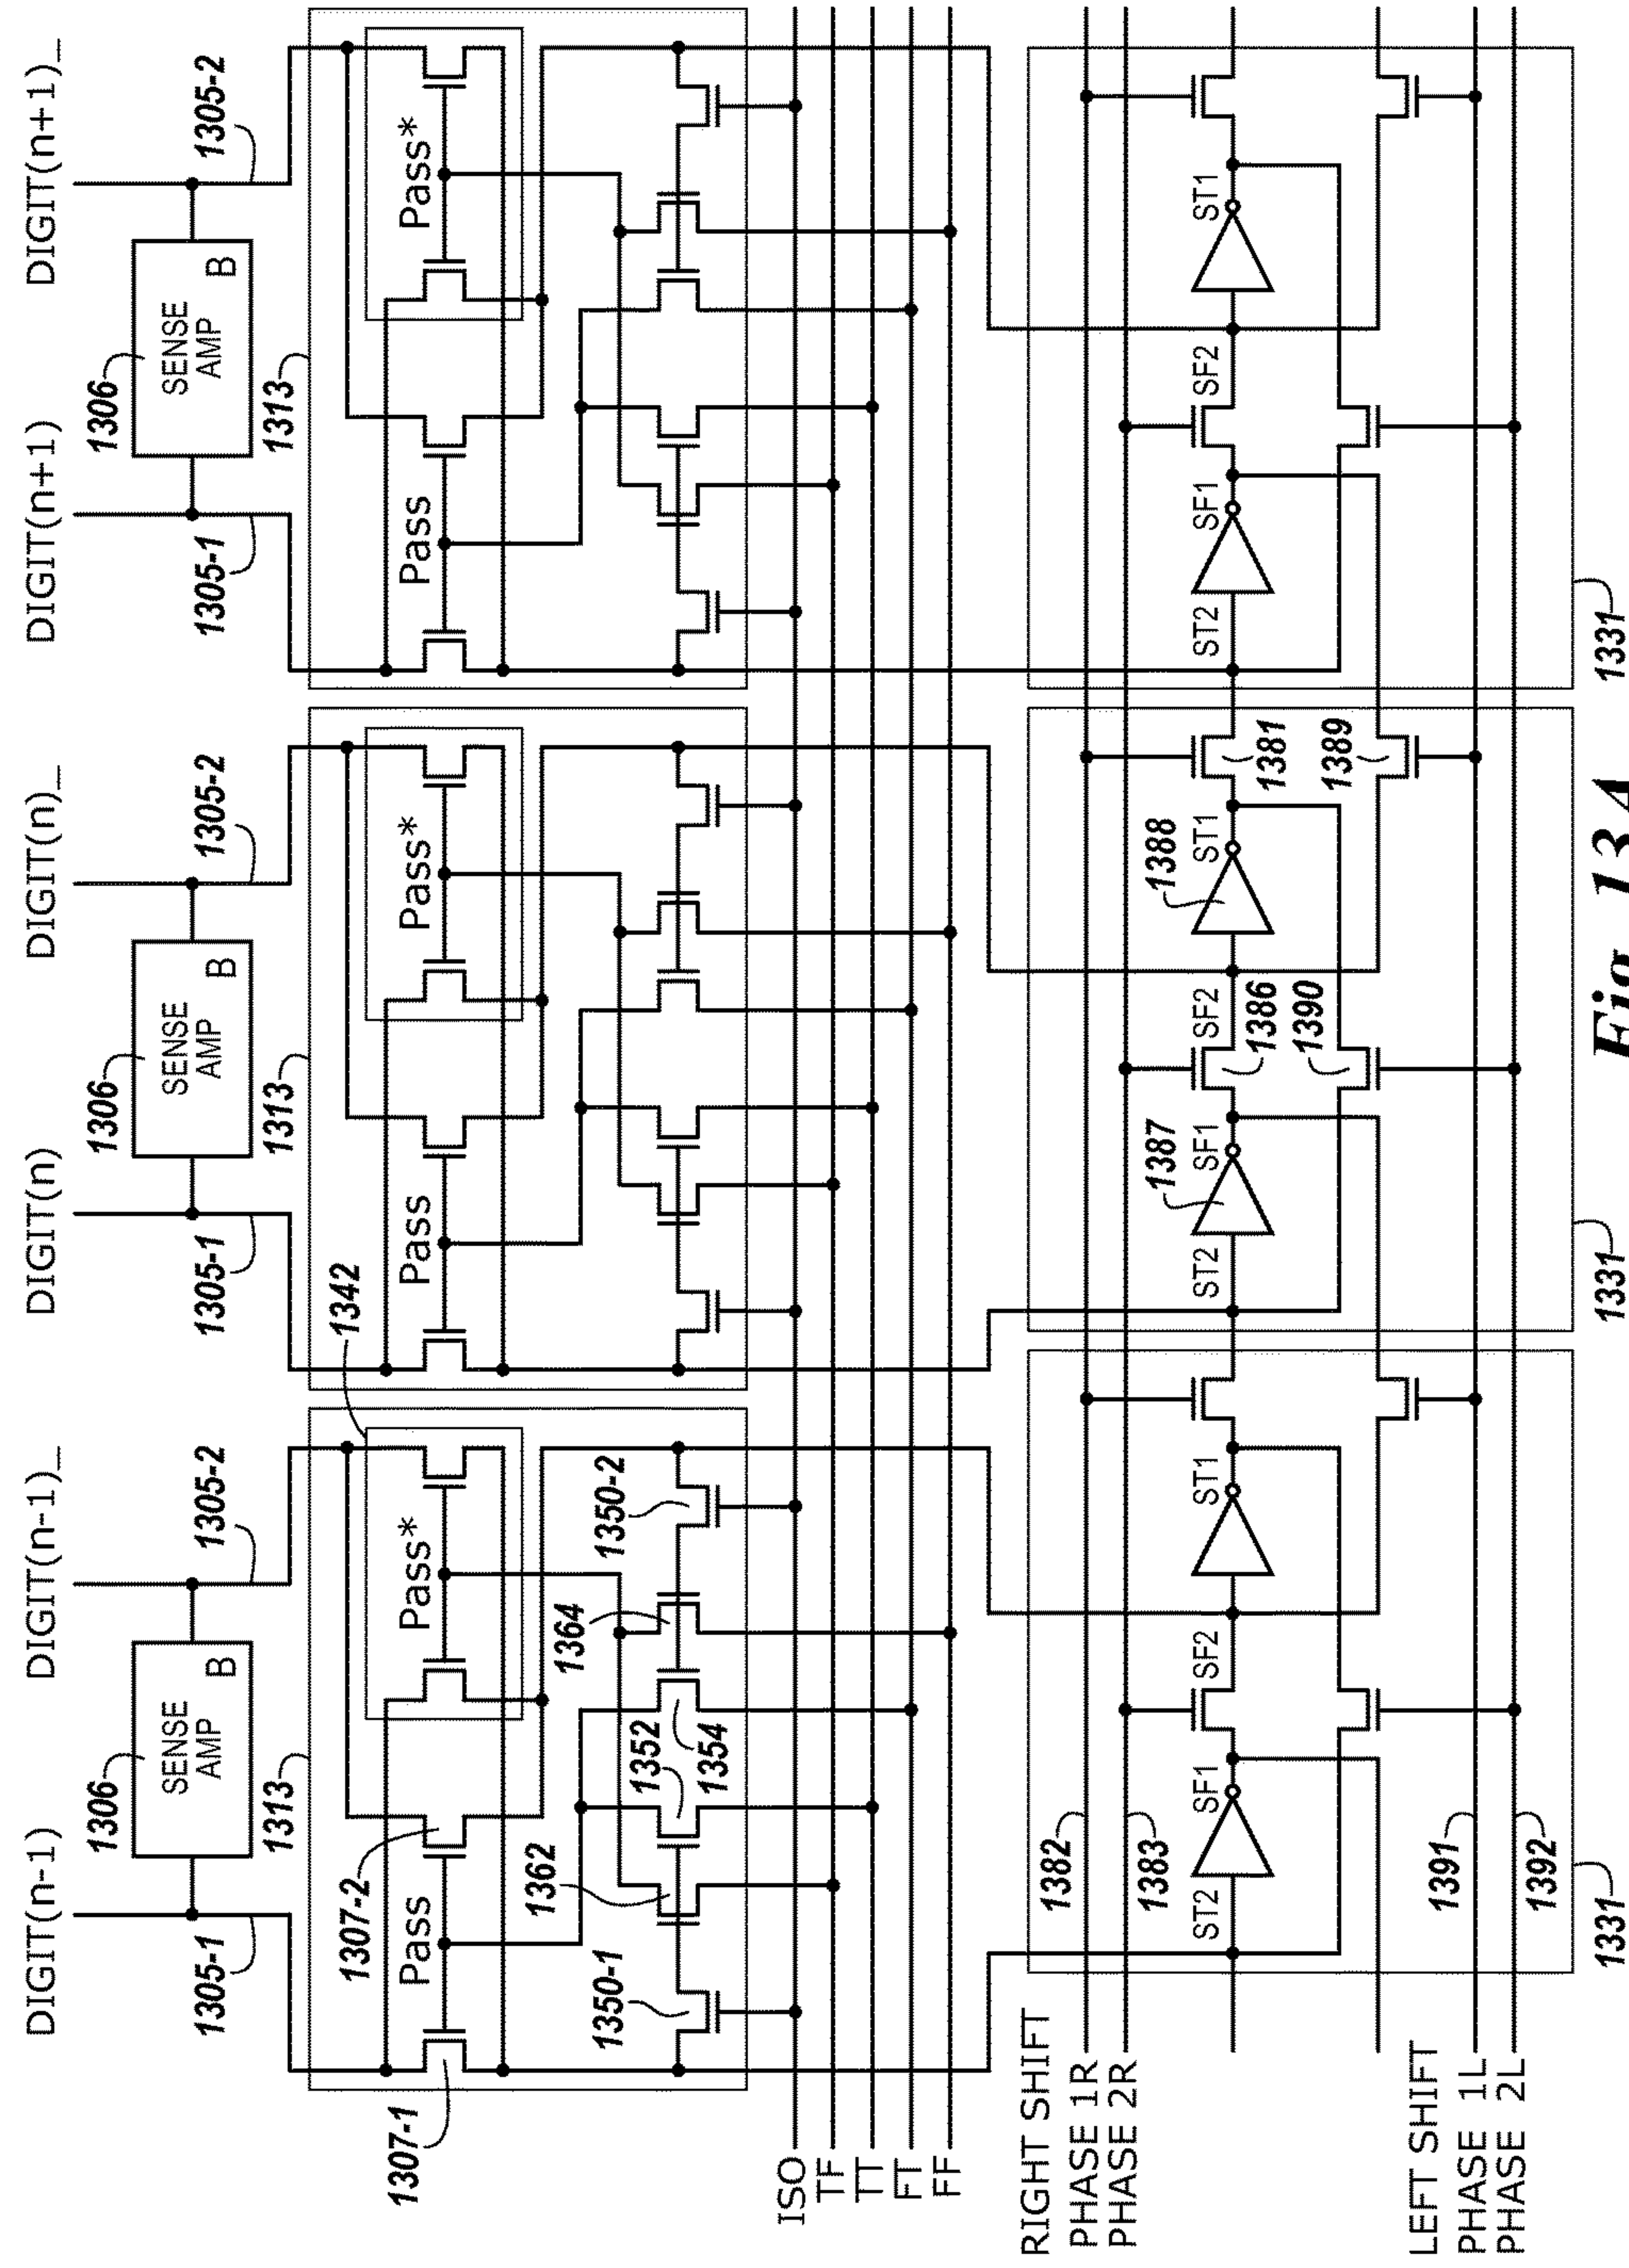 DIGIT(n-1)
DIGIT(n-1)_
DIGIT(n)
DIGIT(n)_
DIGIT(n+1)
DIGIT(n+1)_
1305-1
1306
SENSE
AMP
B
1305-2
1305-1
1306
SENSE
AMP
B
1305-2
1305-1
1306
SENSE
AMP
B
1305-2
1313
1342
1313
1313
1307-1
Pass
1307-2
Pass*
Pass
Pass*
Pass
Pass*
1350-1
1362
1352
1354
1364
1350-2
ISO
TF
TT
FT
FF
RIGHT SHIFT
PHASE 1R
PHASE 2R
1382
1383
ST2
SF1
SF2
ST1
ST2
1387
SF1
SF2
1386
1390
1388
ST1
1381
1389
ST2
SF1
SF2
ST1
LEFT SHIFT
PHASE 1L
PHASE 2L
1391
1392
1331
1331
1331
Fig. 13A